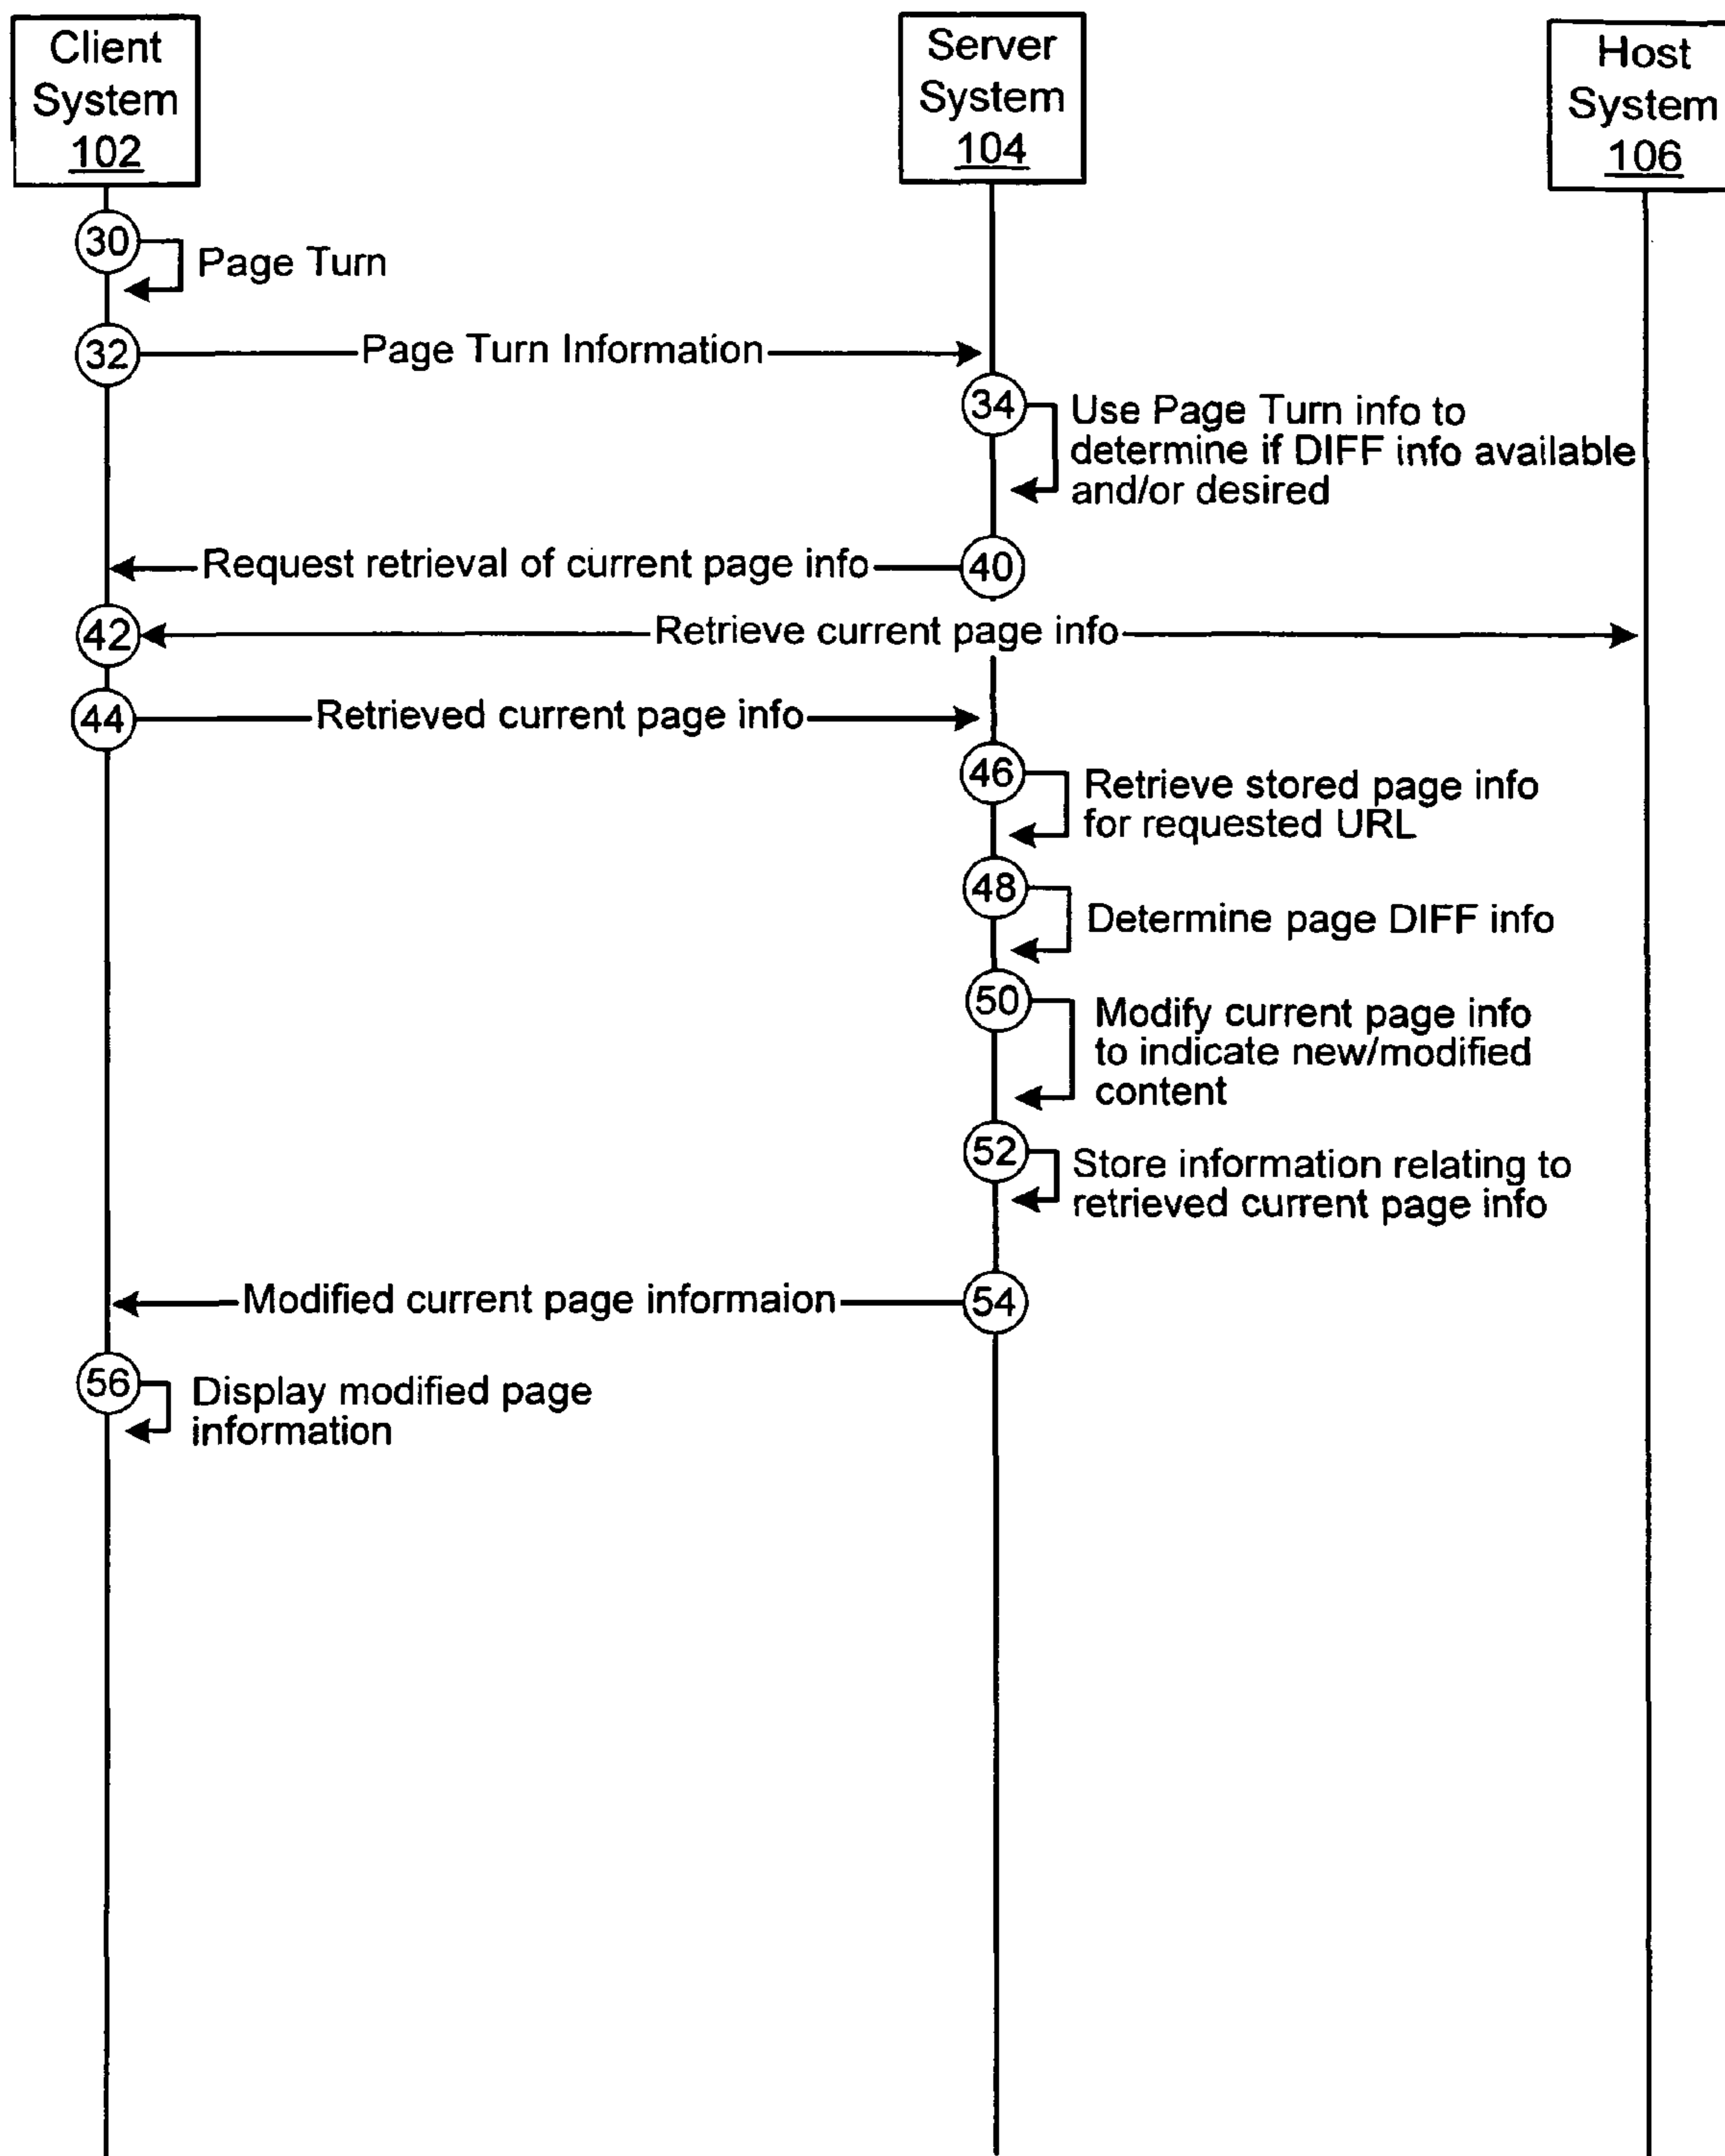 Client
System
102
Server
System
104
Host
System
106
30
Page Turn
32
Page Turn Information
34
Use Page Turn info to
determine if DIFF info available
and/or desired
Request retrieval of current page info
40
42
Retrieve current page info
44
Retrieved current page info
46
Retrieve stored page info
for requested URL
48
Determine page DIFF info
50
Modify current page info
to indicate new/modified
content
52
Store information relating to
retrieved current page info
Modified current page informaion
54
56
Display modified page
information